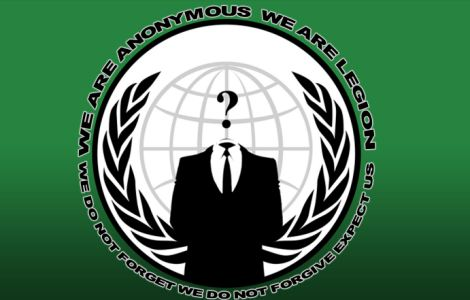 WE ARE ANONYMOUS WE ARE LEGION
WE DO NOT FORGET WE DO NOT FORGIVE EXPECT US
?